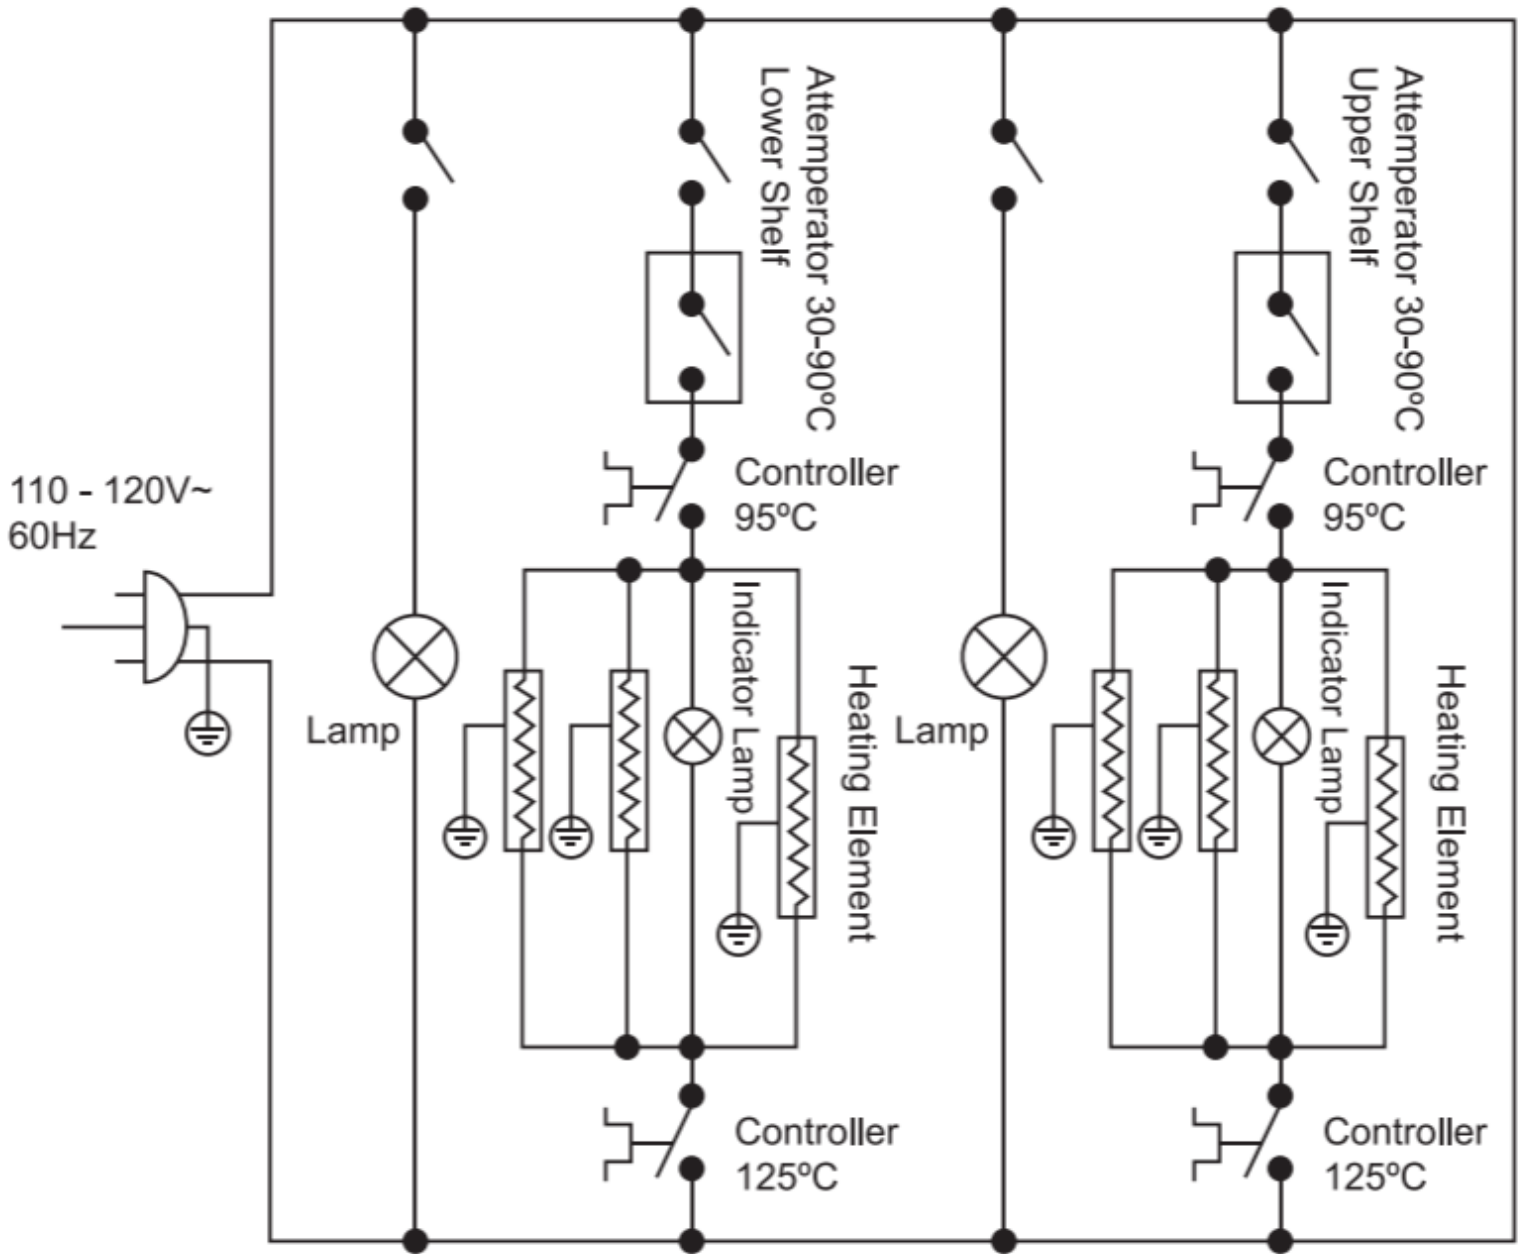 110 - 120V~
60Hz
Lamp
Attemperator 30-90ºC
Lower Shelf
Controller
95ºC
Indicator Lamp
Heating Element
Controller
125ºC
Lamp
Attemperator 30-90ºC
Upper Shelf
Controller
95ºC
Indicator Lamp
Heating Element
Controller
125ºC